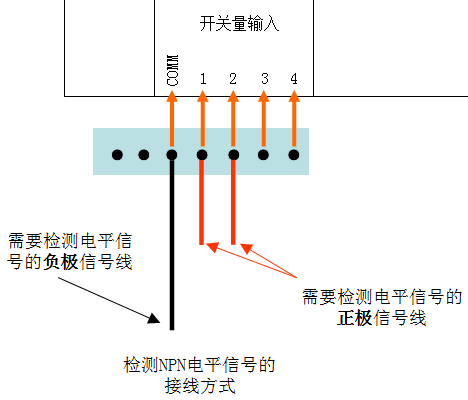 开关量输入
COMM 1 2 3 4
需要检测电平信
号的负极信号线
需要检测电平信号的
正极信号线
检测NPN电平信号的
接线方式